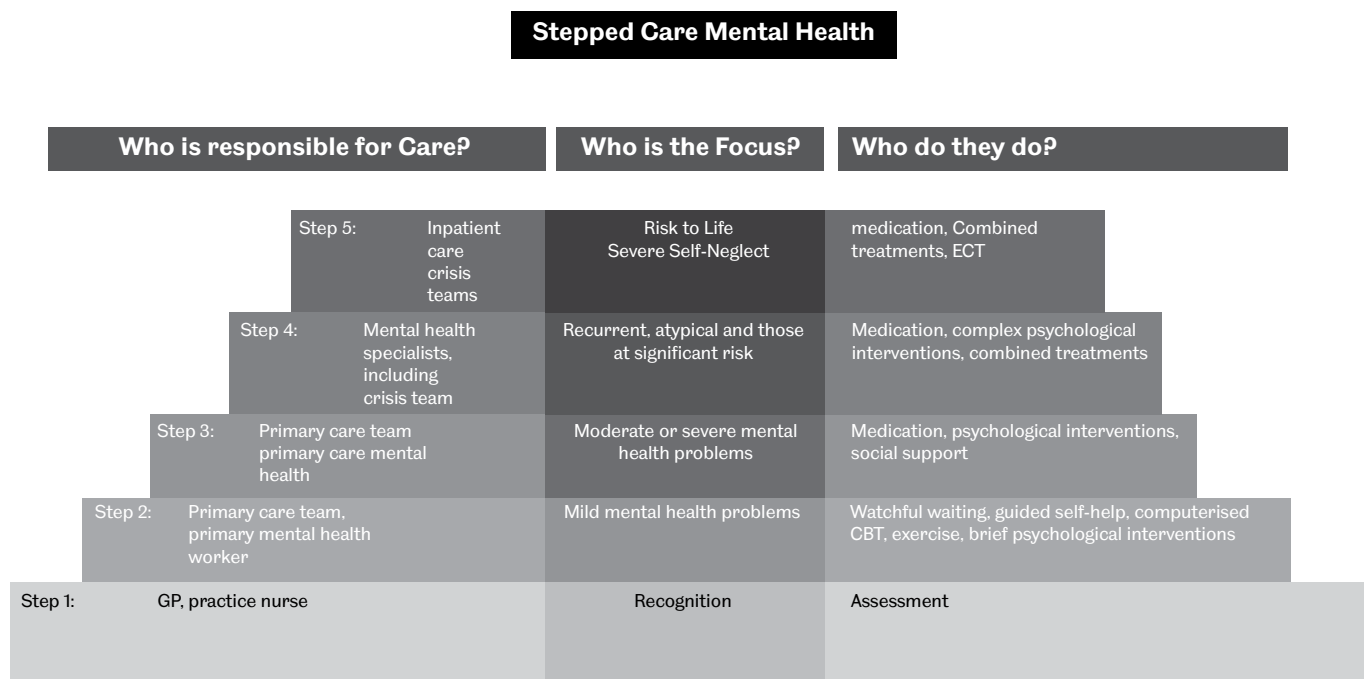 Stepped Care Mental Health
Who is responsible for Care?
Who is the Focus?
Who do they do?
Step 5:
Inpatient
care
crisis
teams
Risk to Life
Severe Self-Neglect
medication, Combined
treatments, ECT
Step 4:
Mental health
specialists,
including
crisis team
Recurrent, atypical and those
at significant risk
Medication, complex psychological
interventions, combined treatments
Step 3:
Primary care team
primary care mental
health
Moderate or severe mental
health problems
Medication, psychological interventions,
social support
Step 2:
Primary care team,
primary mental health
worker
Mild mental health problems
Watchful waiting, guided self-help, computerised
CBT, exercise, brief psychological interventions
Step 1:
GP, practice nurse
Recognition
Assessment